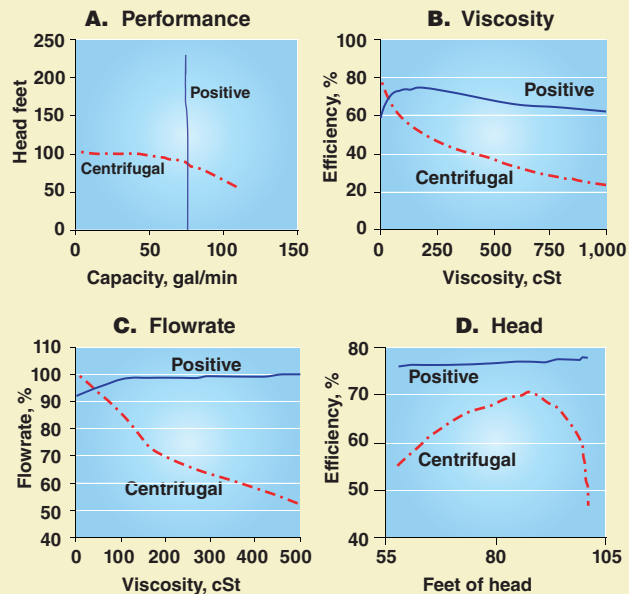 A. Performance
250
200
150
100
50
0
Head feet
Positive
Centrifugal
0
50
100
150
Capacity, gal/min
B. Viscosity
100
80
60
40
20
0
Efficiency, %
Positive
Centrifugal
0
250
500
750
1,000
Viscosity, cSt
C. Flowrate
110
100
90
80
70
60
50
40
Flowrate, %
Positive
Centrifugal
0
100
200
300
400
500
Viscosity, cSt
D. Head
80
70
60
50
40
Efficiency, %
Positive
Centrifugal
55
80
105
Feet of head